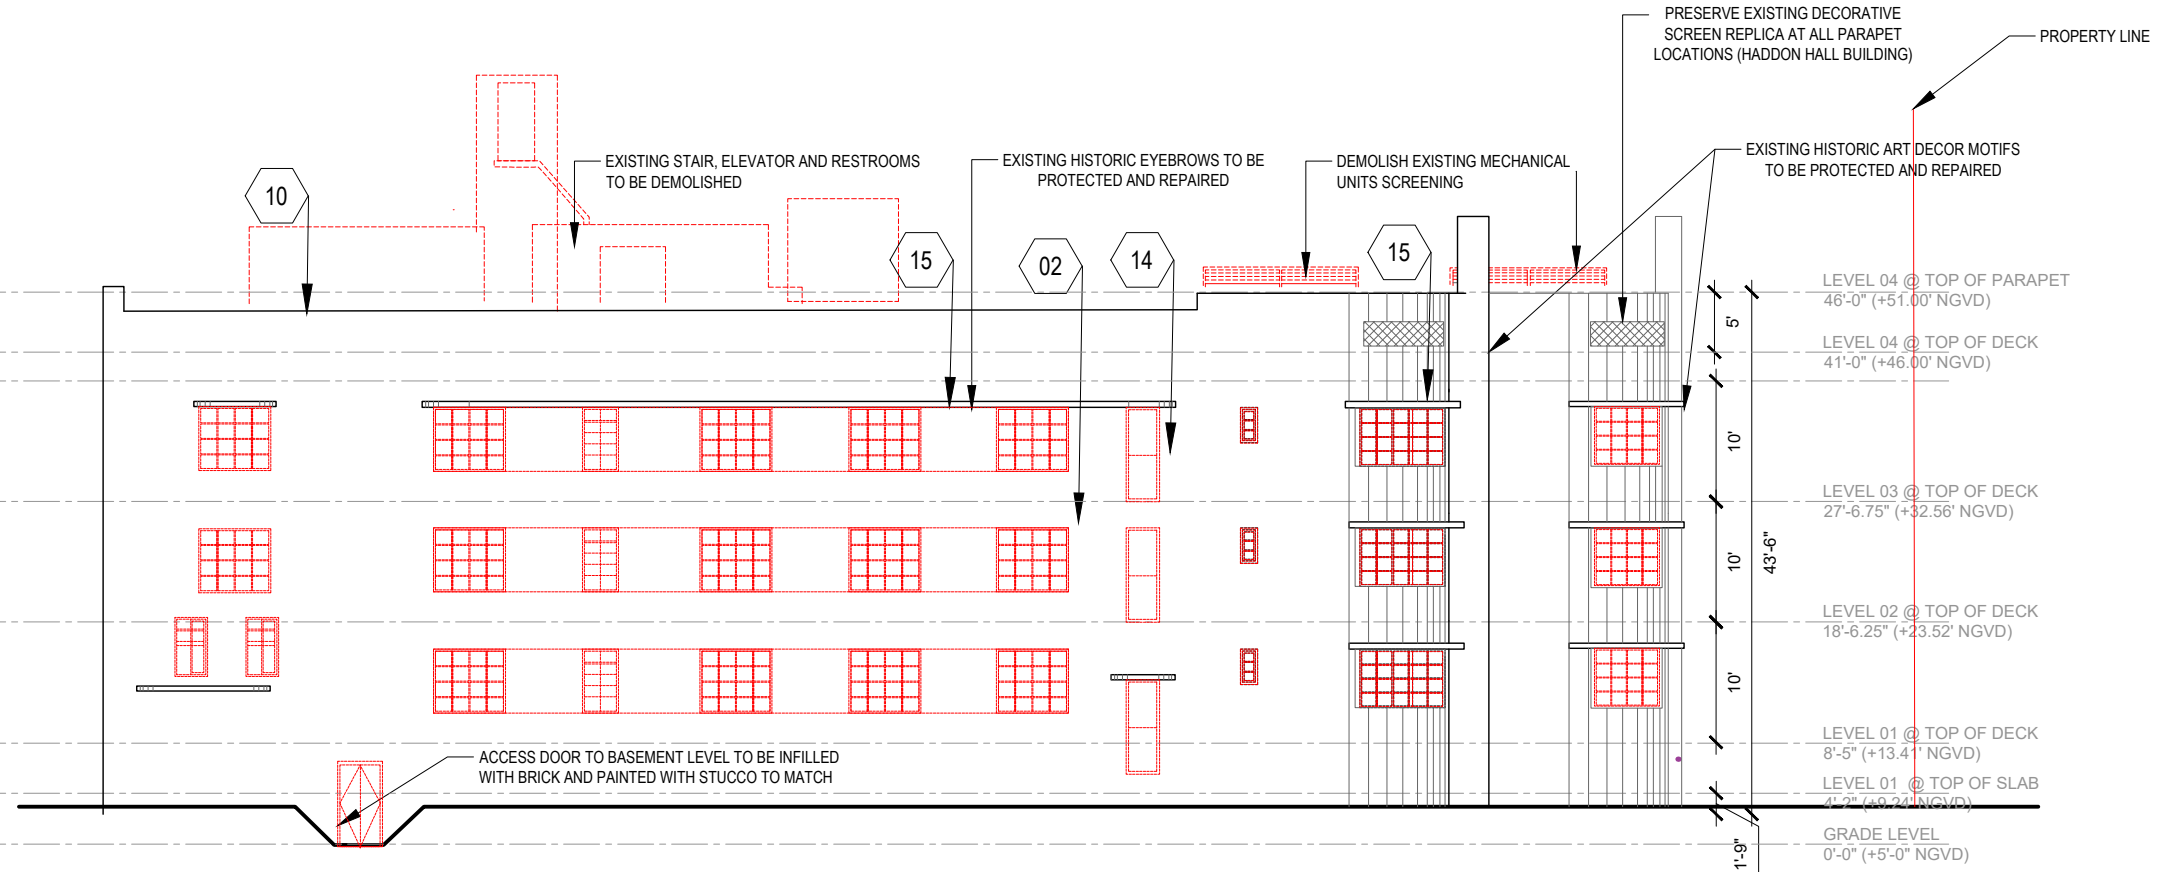 PRESERVE EXISTING DECORATIVE
SCREEN REPLICA AT ALL PARAPET
LOCATIONS (HADDON HALL BUILDING)
PROPERTY LINE
EXISTING STAIR, ELEVATOR AND RESTROOMS
TO BE DEMOLISHED
EXISTING HISTORIC EYEBROWS TO BE
PROTECTED AND REPAIRED
DEMOLISH EXISTING MECHANICAL
UNITS SCREENING
EXISTING HISTORIC ART DECOR MOTIFS
TO BE PROTECTED AND REPAIRED
10
15
02
14
15
LEVEL 04 @ TOP OF PARAPET
46'-0" (+51.00' NGVD)
5'
LEVEL 04 @ TOP OF DECK
41'-0" (+46.00' NGVD)
10'
LEVEL 03 @ TOP OF DECK
27'-6.75" (+32.56' NGVD)
10'
43'-6"
LEVEL 02 @ TOP OF DECK
18'-6.25" (+23.52' NGVD)
10'
LEVEL 01 @ TOP OF DECK
8'-5" (+13.41' NGVD)
ACCESS DOOR TO BASEMENT LEVEL TO BE INFILLED
WITH BRICK AND PAINTED WITH STUCCO TO MATCH
LEVEL 01 @ TOP OF SLAB
4'-2" (+9.24' NGVD)
GRADE LEVEL
0'-0" (+5'-0" NGVD)
1'-9"